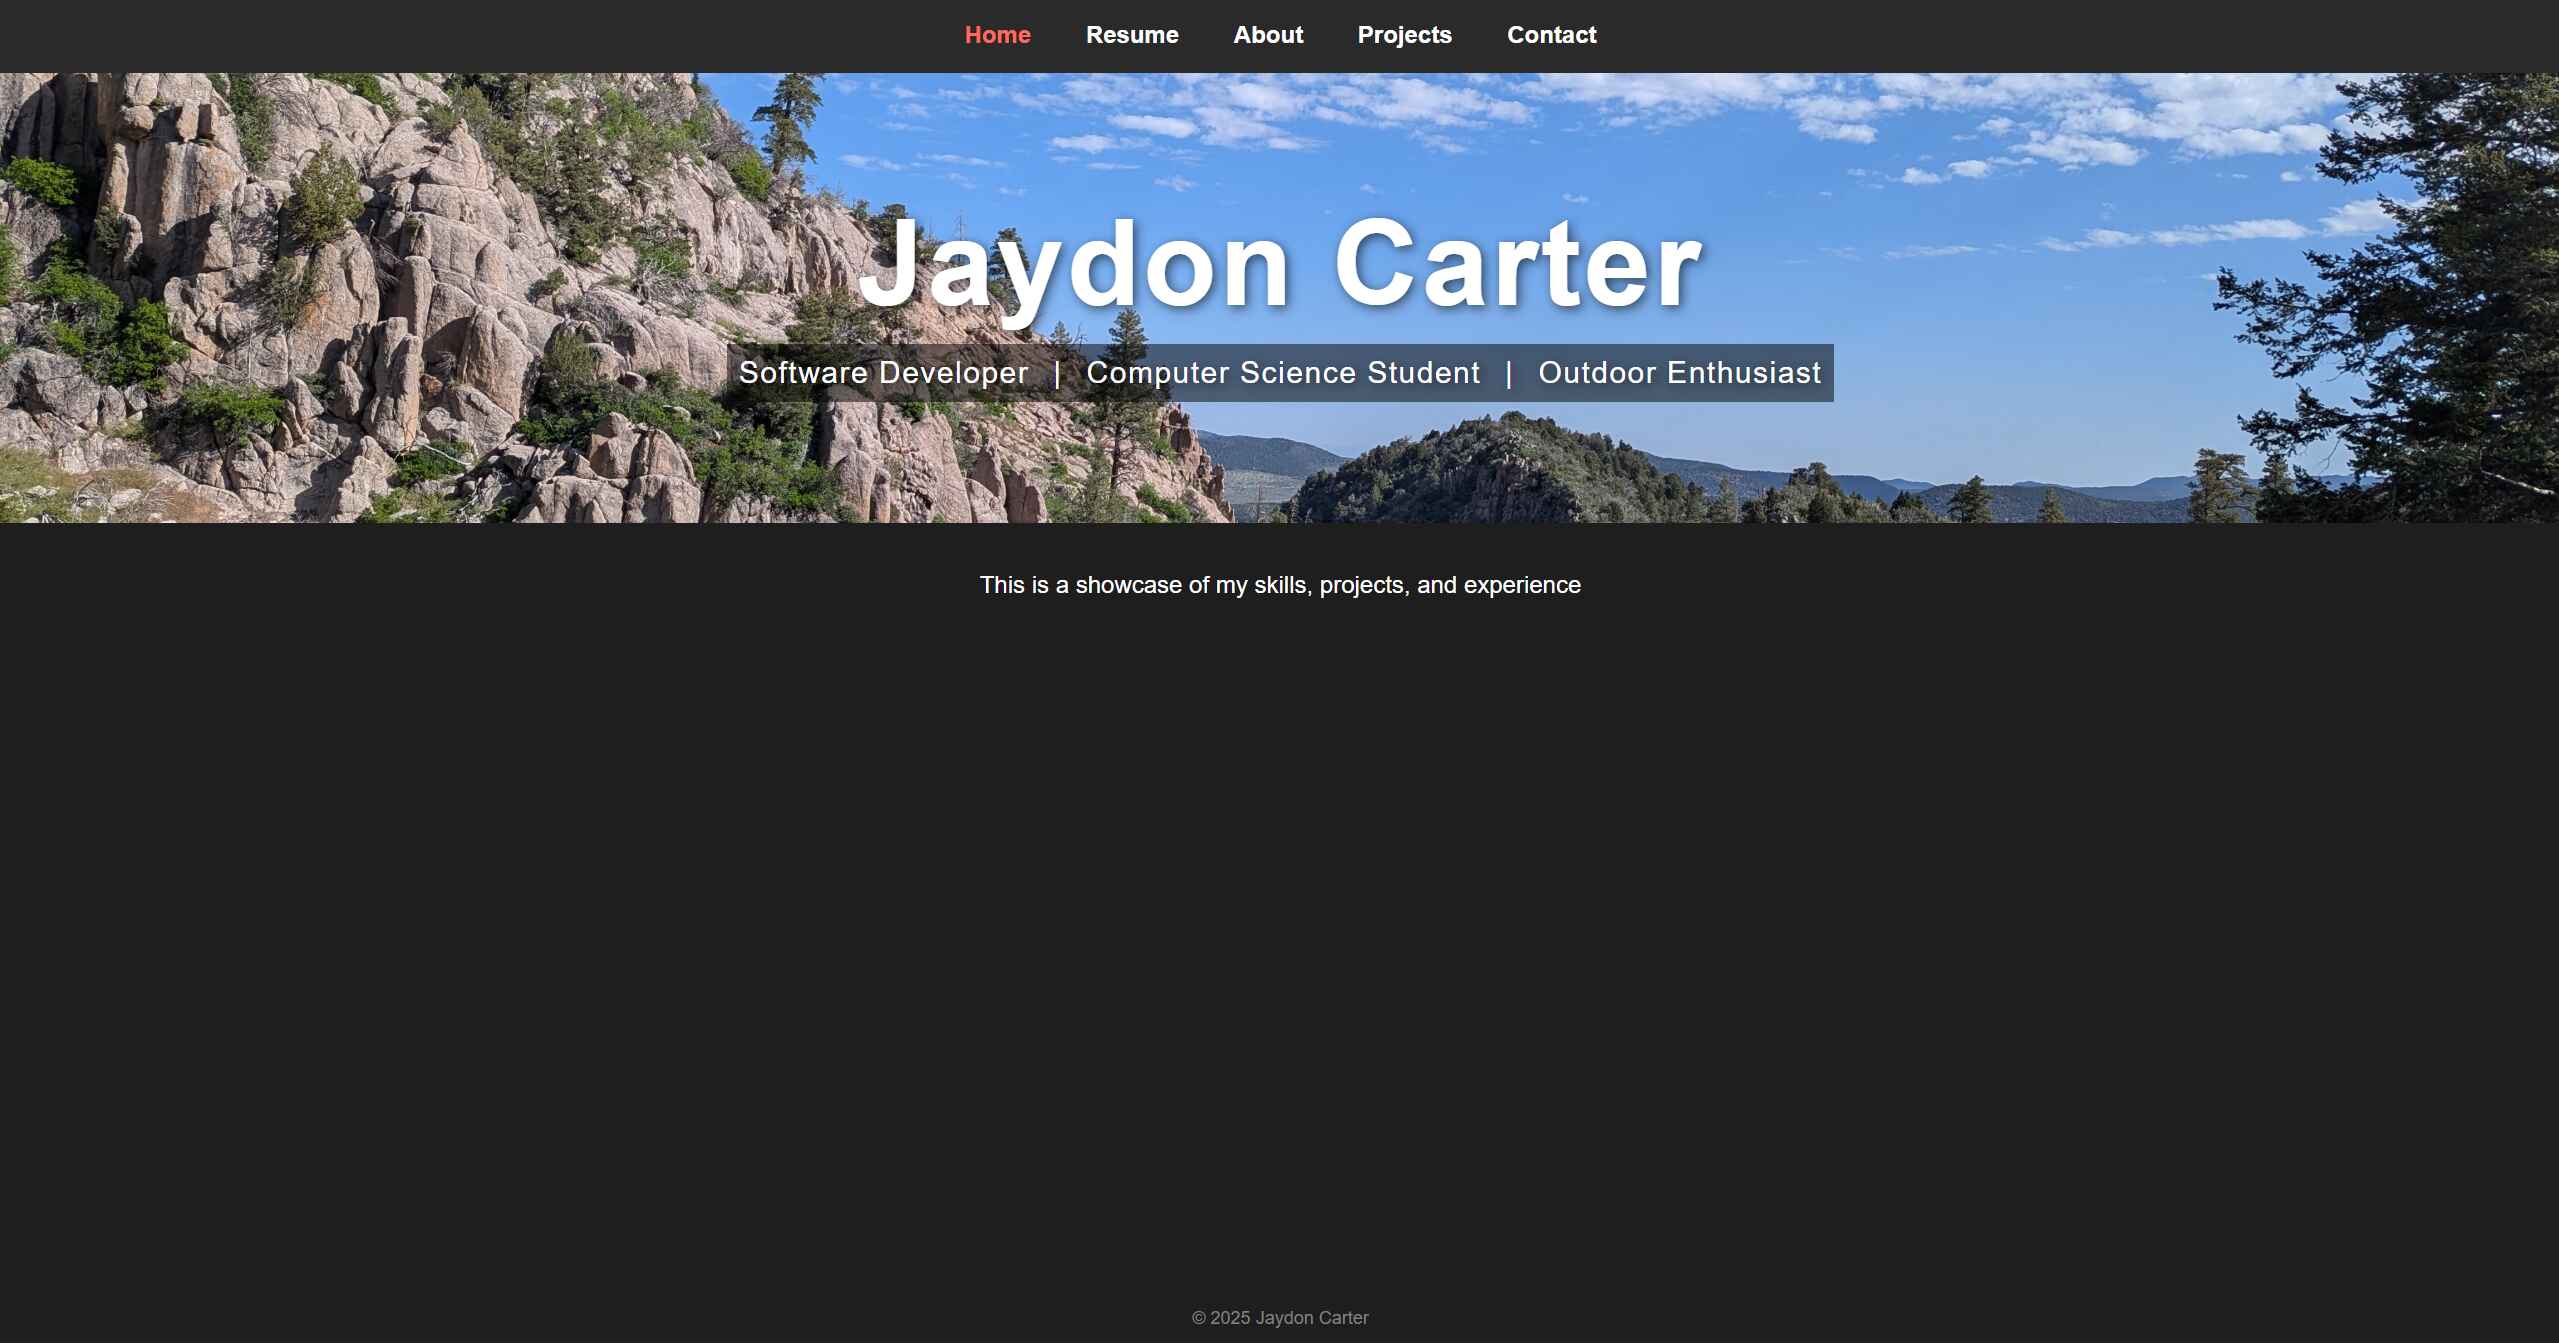 Home Resume About Projects Contact
Jaydon Carter
Software Developer | Computer Science Student | Outdoor Enthusiast
This is a showcase of my skills, projects, and experience
© 2025 Jaydon Carter